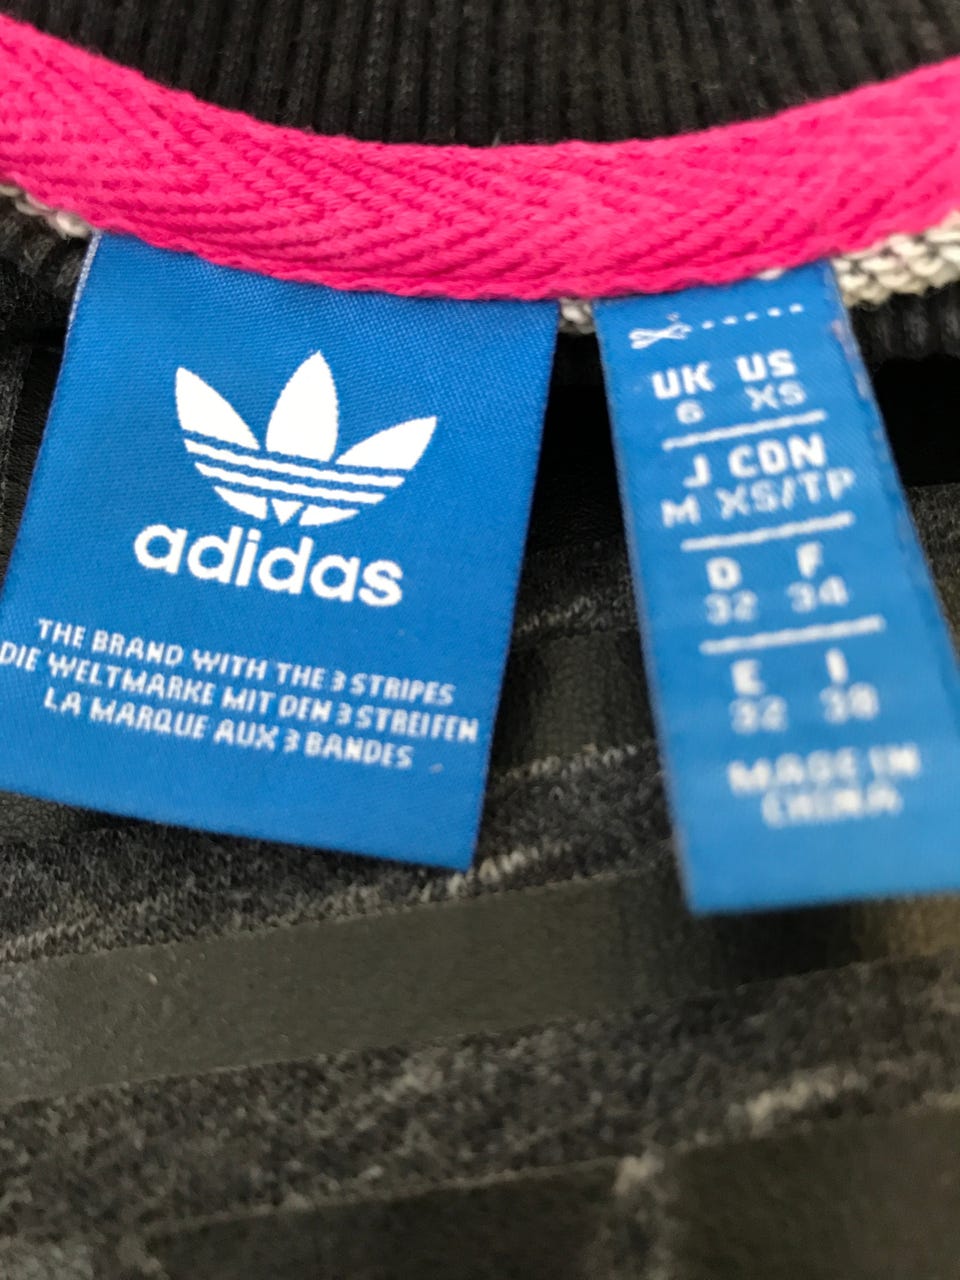 adidas
THE BRAND WITH THE 3 STRIPES
DIE WELTMARKE MIT DEN 3 STREIFEN
LA MARQUE AUX 3 BANDES
UK US
6 XS
J CDN
M XS/TP
D F
32 34
E I
32 38
MADE IN
CHINA